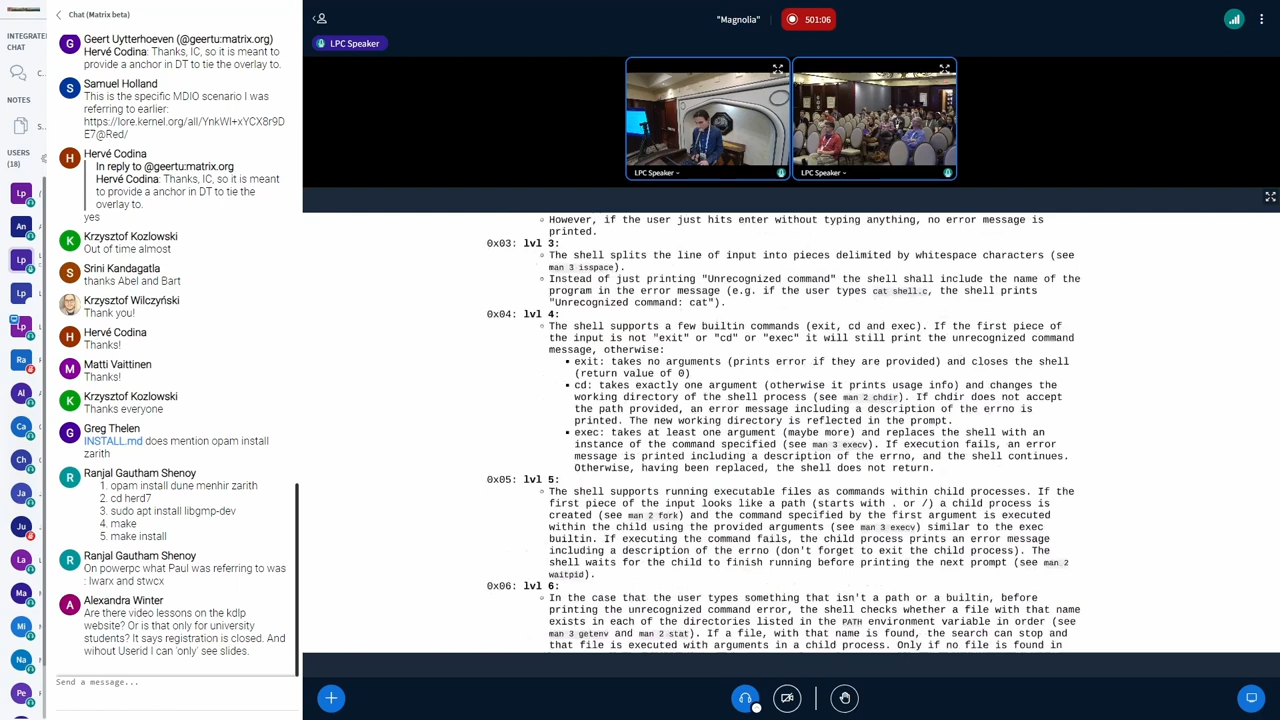 INTEGRATED
CHAT
C.
NOTES
S..
USERS
(18)
Lp
An
Lp
Lp
Lp
Ra
Al
Ca
Ch
Ja
Ju
La
Ma
Mi
Na
Pe
Chat (Matrix beta)
G
Geert Uytterhoeven (@geertu:matrix.org)
Hervé Codina: Thanks, IC, so it is meant to
provide a anchor in DT to tie the overlay to.
S
Samuel Holland
This is the specific MDIO scenario I was
referring to earlier:
https://lore.kernel.org/all/YnkWl+xYCX8r9D
E7@Red/
H
Hervé Codina
In reply to @geertu:matrix.org
Hervé Codina: Thanks, IC, so it is meant
to provide a anchor in DT to tie the
overlay to.
yes
K
Krzysztof Kozlowski
Out of time almost
S
Srini Kandagatla
thanks Abel and Bart
Krzysztof Wilczyński
Thank you!
H
Hervé Codina
Thanks!
M
Matti Vaittinen
Thanks!
K
Krzysztof Kozlowski
Thanks everyone
G
Greg Thelen
INSTALL.md does mention opam install
zarith
R
Ranjal Gautham Shenoy
1. opam install dune menhir zarith
2. cd herd7
3. sudo apt install libgmp-dev
4. make
5. make install
R
Ranjal Gautham Shenoy
On powerpc what Paul was referring to was
: lwarx and stwcx
A
Alexandra Winter
Are there video lessons on the kdlp
website? Or is that only for university
students? It says registration is closed. And
wihout Userid I can 'only' see slides.
Send a message...
"Magnolia"
501:06
LPC Speaker
LPC Speaker
LPC Speaker
However, if the user just hits enter without typing anything, no error message is
printed.
0x03: lvl 3:
The shell splits the line of input into pieces delimited by whitespace characters (see
man 3 isspace).
Instead of just printing "Unrecognized command" the shell shall include the name of the
program in the error message (e.g. if the user types cat shell.c, the shell prints
"Unrecognized command: cat").
0x04: lvl 4:
The shell supports a few builtin commands (exit, cd and exec). If the first piece of
the input is not "exit" or "cd" or "exec" it will still print the unrecognized command
message, otherwise:
exit: takes no arguments (prints error if they are provided) and closes the shell
(return value of 0)
cd: takes exactly one argument (otherwise it prints usage info) and changes the
working directory of the shell process (see man 2 chdir). If chdir does not accept
the path provided, an error message including a description of the errno is
printed. The new working directory is reflected in the prompt.
exec: takes at least one argument (maybe more) and replaces the shell with an
instance of the command specified (see man 3 execv). If execution fails, an error
message is printed including a description of the errno, and the shell continues.
Otherwise, having been replaced, the shell does not return.
0x05: lvl 5:
The shell supports running executable files as commands within child processes. If the
first piece of the input looks like a path (starts with . or /) a child process is
created (see man 2 fork) and the command specified by the first argument is executed
within the child using the provided arguments (see man 3 execv) similar to the exec
builtin. If executing the command fails, the child process prints an error message
including a description of the errno (don't forget to exit the child process). The
shell waits for the child to finish running before printing the next prompt (see man 2
waitpid).
0x06: lvl 6:
In the case that the user types something that isn't a path or a builtin, before
printing the unrecognized command error, the shell checks whether a file with that name
exists in each of the directories listed in the PATH environment variable in order (see
man 3 getenv and man 2 stat). If a file, with that name is found, the search can stop and
that file is executed with arguments in a child process. Only if no file is found in